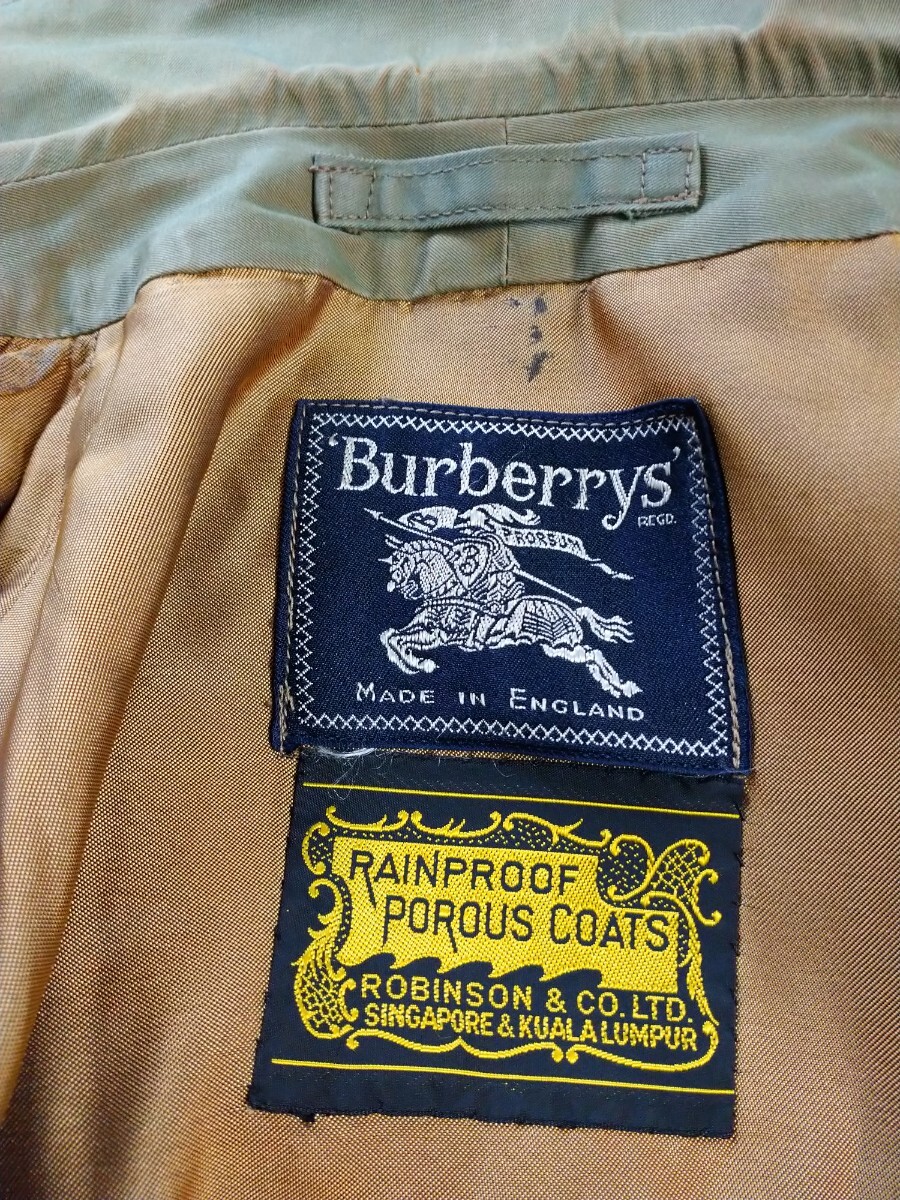 'Burberrys'
REGD.
PRORSUM
B
MADE IN ENGLAND
RAINPROOF
POROUS COATS
ROBINSON & CO. LTD.
SINGAPORE & KUALA LUMPUR